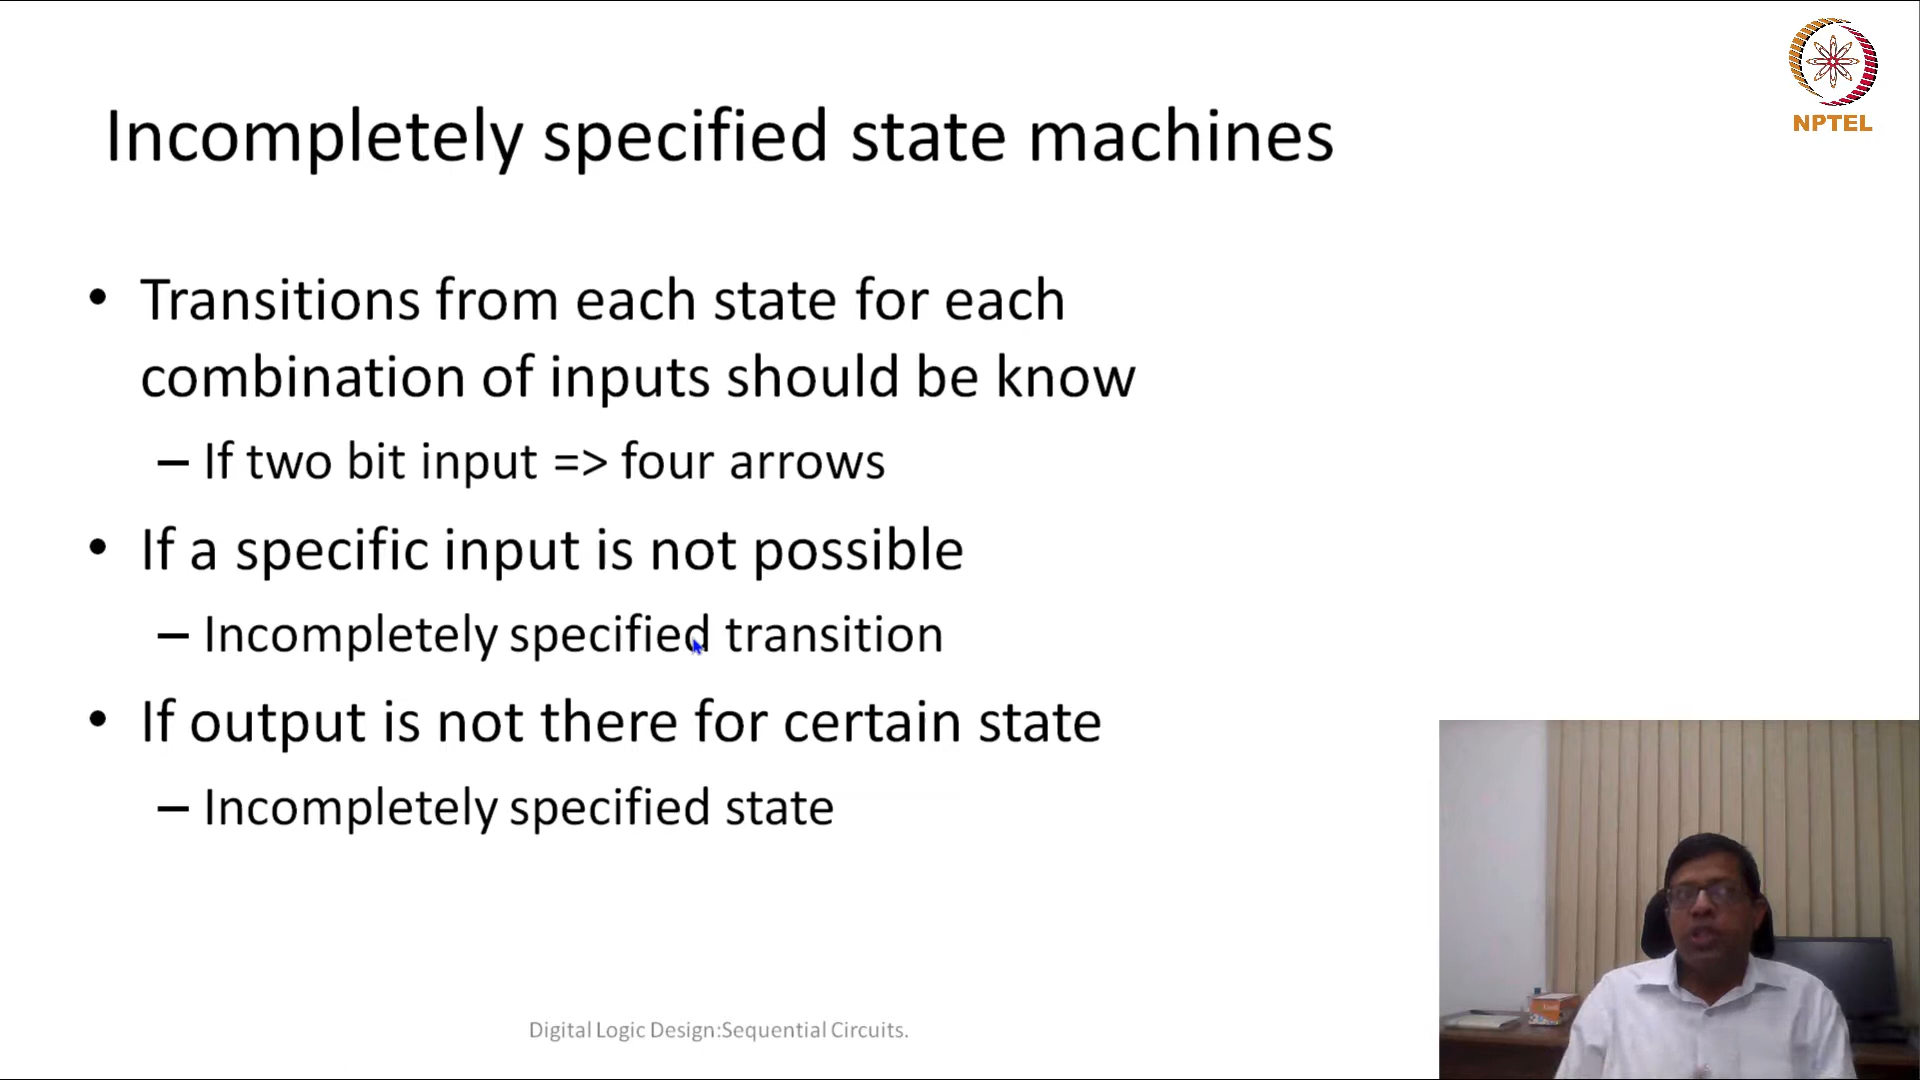 NPTEL
Incompletely specified state machines
• Transitions from each state for each
combination of inputs should be know
– If two bit input => four arrows
• If a specific input is not possible
– Incompletely specified transition
• If output is not there for certain state
– Incompletely specified state
Digital Logic Design:Sequential Circuits.